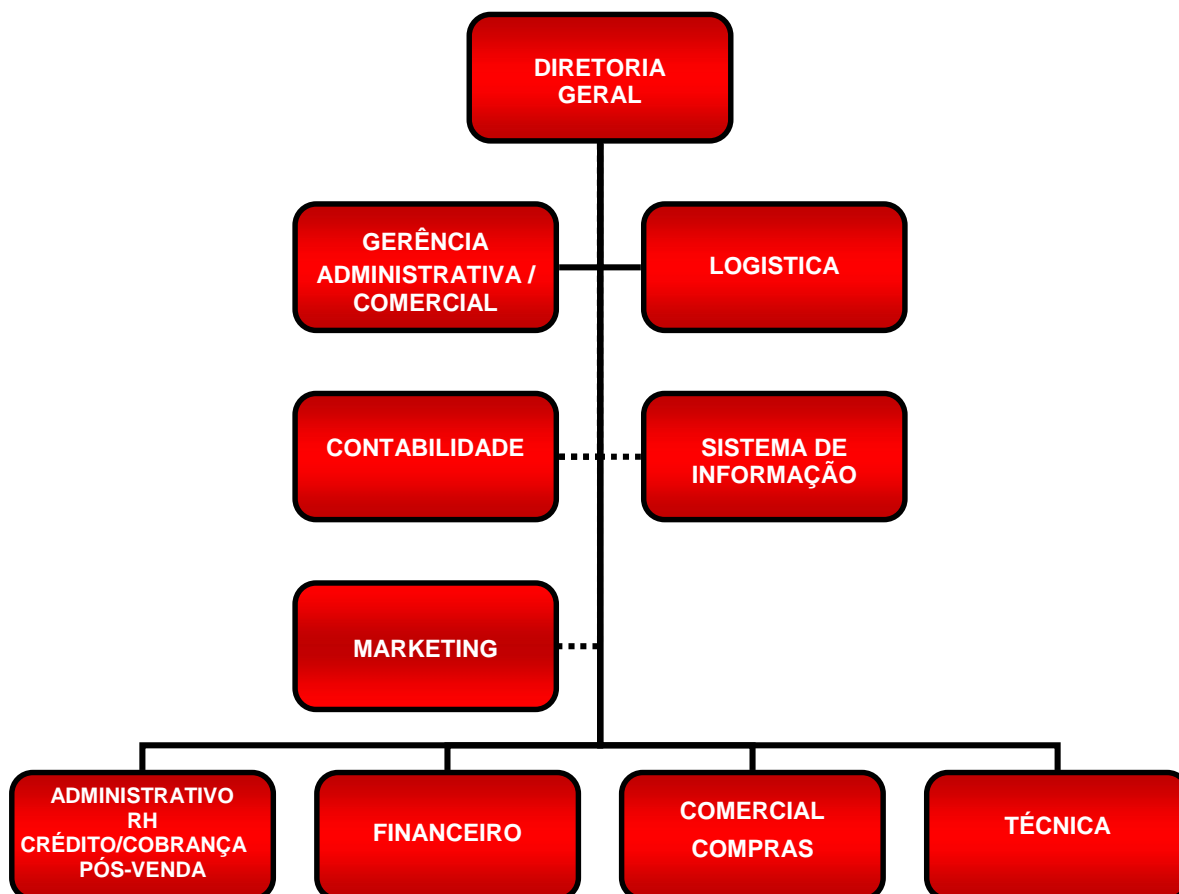 DIRETORIA
GERAL
GERÊNCIA
ADMINISTRATIVA /
COMERCIAL
LOGISTICA
CONTABILIDADE
SISTEMA DE
INFORMAÇÃO
MARKETING
ADMINISTRATIVO
RH
CRÉDITO/COBRANÇA
PÓS-VENDA
FINANCEIRO
COMERCIAL
COMPRAS
TÉCNICA